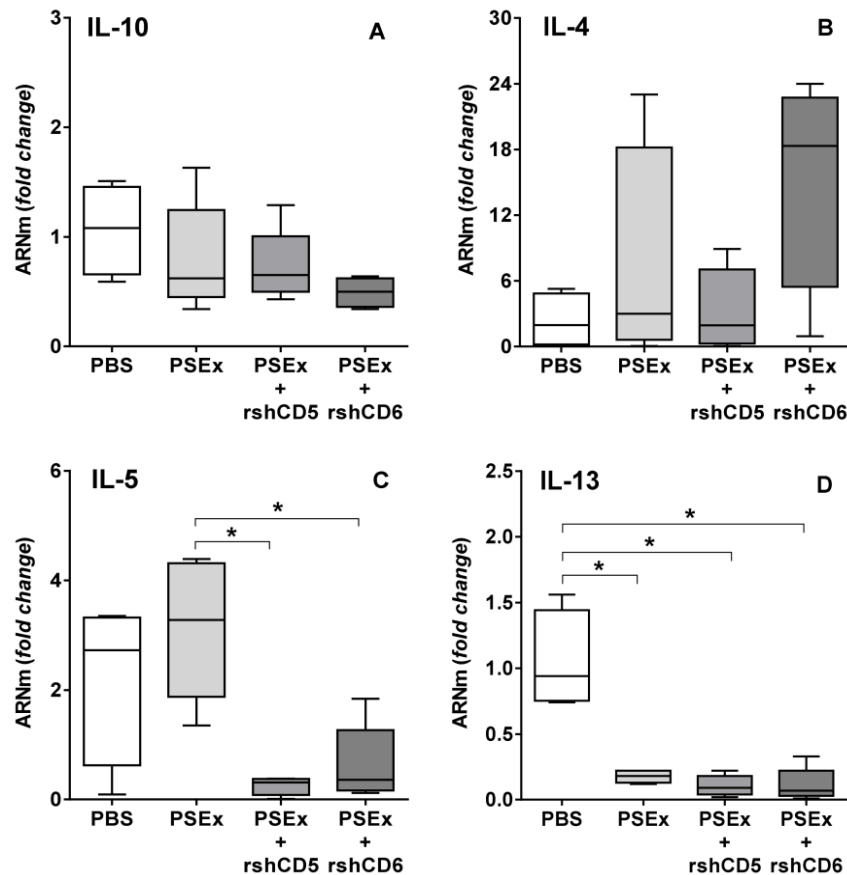 IL-10
A
ARNm (fold change)
3
2
1
0
PBS
PSEx
PSEx
+
rshCD5
PSEx
+
rshCD6
IL-4
B
ARNm (fold change)
30
24
18
12
6
0
PBS
PSEx
PSEx
+
rshCD5
PSEx
+
rshCD6
IL-5
C
ARNm (fold change)
6
4
2
0
*
*
PBS
PSEx
PSEx
+
rshCD5
PSEx
+
rshCD6
IL-13
D
ARNm (fold change)
2.5
2.0
1.5
1.0
0.5
0.0
*
*
*
PBS
PSEx
PSEx
+
rshCD5
PSEx
+
rshCD6